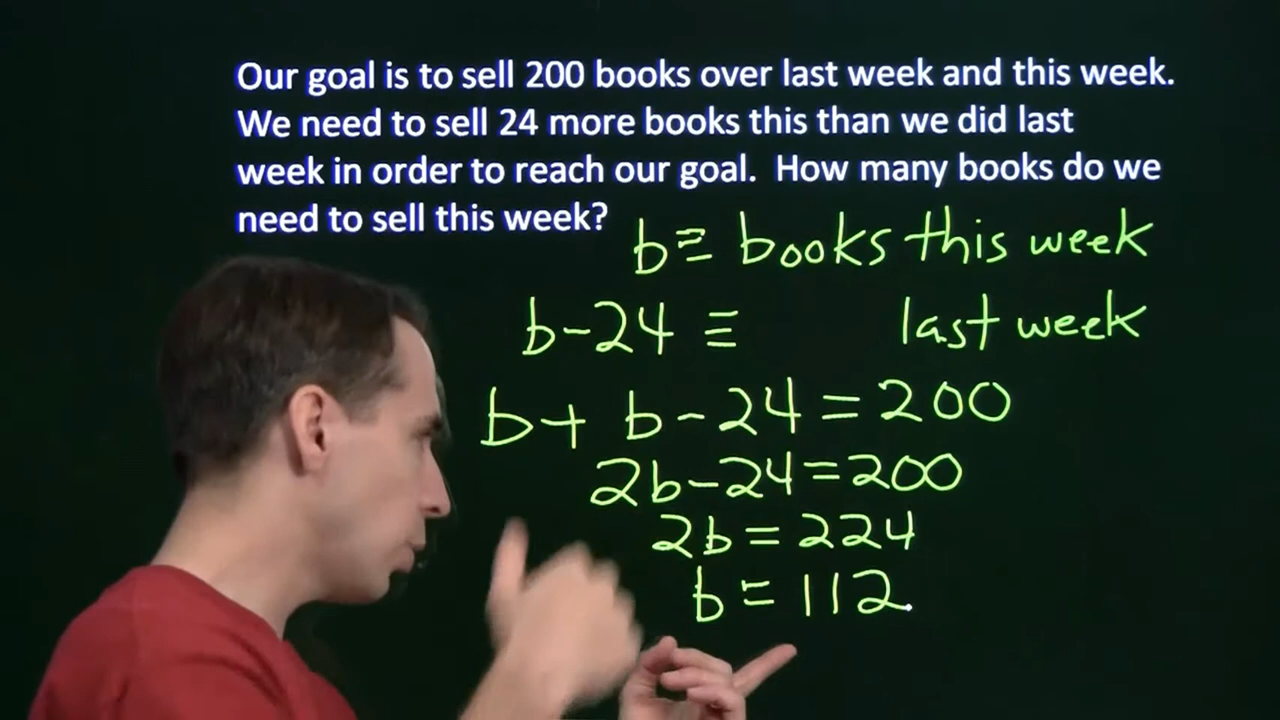 Our goal is to sell 200 books over last week and this week.
We need to sell 24 more books this than we did last
week in order to reach our goal.  How many books do we
need to sell this week?
b≡ books this week
b-24 ≡ last week
b+ b-24=200
2b-24=200
2b=224
b=112